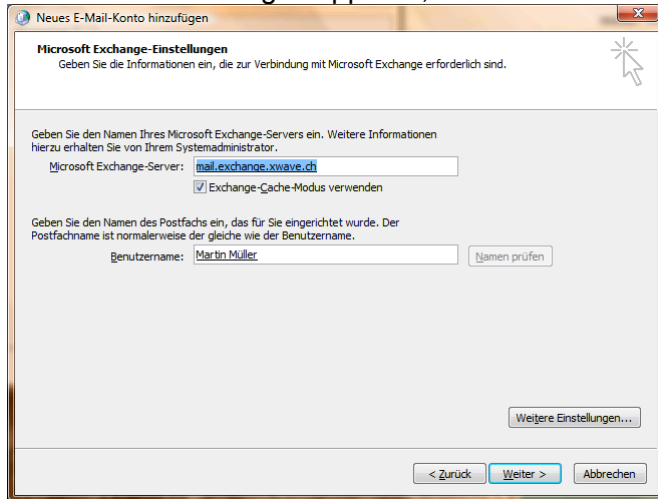 Neues E-Mail-Konto hinzufügen
Microsoft Exchange-Einstellungen
Geben Sie die Informationen ein, die zur Verbindung mit Microsoft Exchange erforderlich sind.
Geben Sie den Namen Ihres Microsoft Exchange-Servers ein. Weitere Informationen
hierzu erhalten Sie von Ihrem Systemadministrator.
Microsoft Exchange-Server: mail.exchange.xwave.ch
Exchange-Cache-Modus verwenden
Geben Sie den Namen des Postfachs ein, das für Sie eingerichtet wurde. Der
Postfachname ist normalerweise der gleiche wie der Benutzername.
Benutzername: Martin Müller Namen prüfen
Weitere Einstellungen...
< Zurück Weiter > Abbrechen